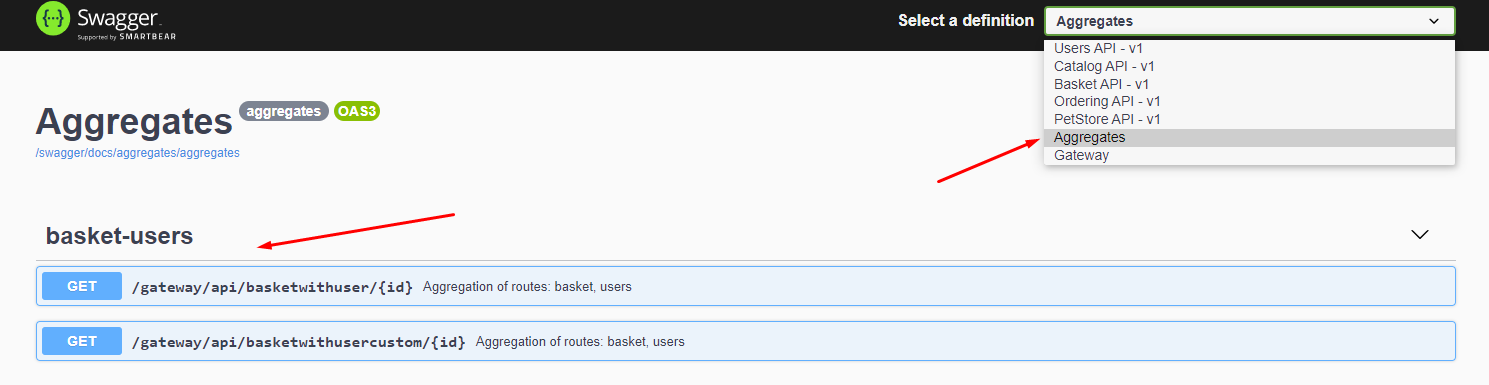 Swagger
Supported by SMARTBEAR
Select a definition
Aggregates
Users API - v1
Catalog API - v1
Basket API - v1
Ordering API - v1
PetStore API - v1
Aggregates
Gateway
Aggregates aggregates OAS3
/swagger/docs/aggregates/aggregates
basket-users
GET /gateway/api/basketwithuser/{id} Aggregation of routes: basket, users
GET /gateway/api/basketwithusercustom/{id} Aggregation of routes: basket, users